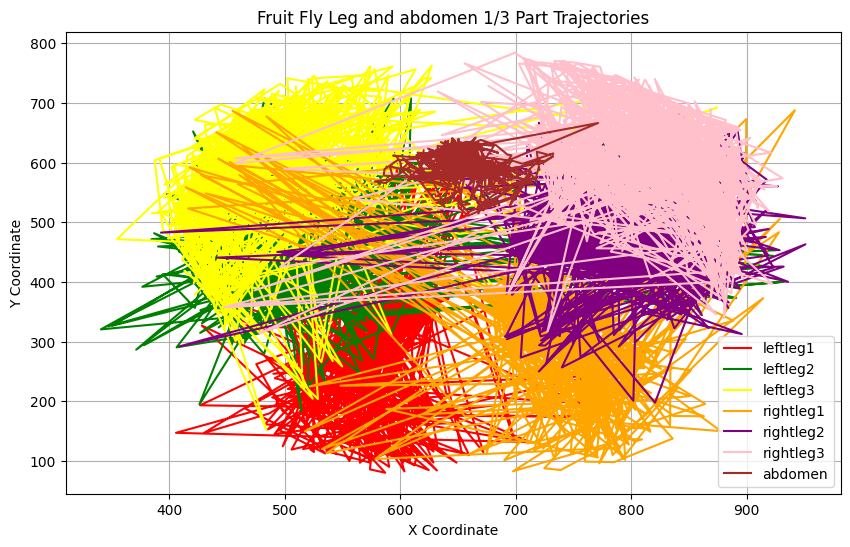 Fruit Fly Leg and abdomen 1/3 Part Trajectories
800
700
600
500
400
300
200
100
Y Coordinate
400
500
600
700
800
900
X Coordinate
leftleg1
leftleg2
leftleg3
rightleg1
rightleg2
rightleg3
abdomen